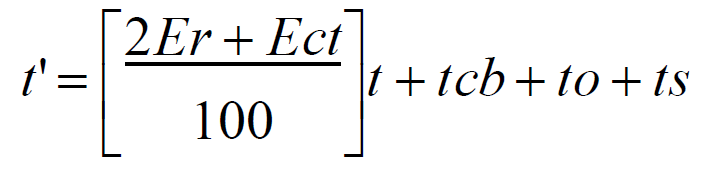 t' = [ (2Er + Ect) / 100 ] t + tcb + to + ts